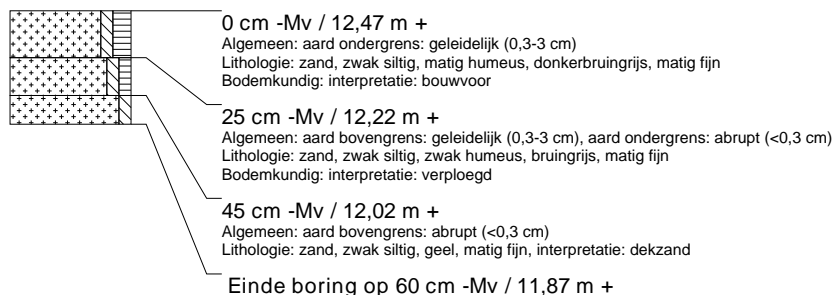 0 cm -Mv / 12,47 m +
Algemeen: aard ondergrens: geleidelijk (0,3-3 cm)
Lithologie: zand, zwak siltig, matig humeus, donkerbruingrijs, matig fijn
Bodemkundig: interpretatie: bouwvoor
25 cm -Mv / 12,22 m +
Algemeen: aard bovengrens: geleidelijk (0,3-3 cm), aard ondergrens: abrupt (<0,3 cm)
Lithologie: zand, zwak siltig, zwak humeus, bruingrijs, matig fijn
Bodemkundig: interpretatie: verploegd
45 cm -Mv / 12,02 m +
Algemeen: aard bovengrens: abrupt (<0,3 cm)
Lithologie: zand, zwak siltig, geel, matig fijn, interpretatie: dekzand
Einde boring op 60 cm -Mv / 11,87 m +